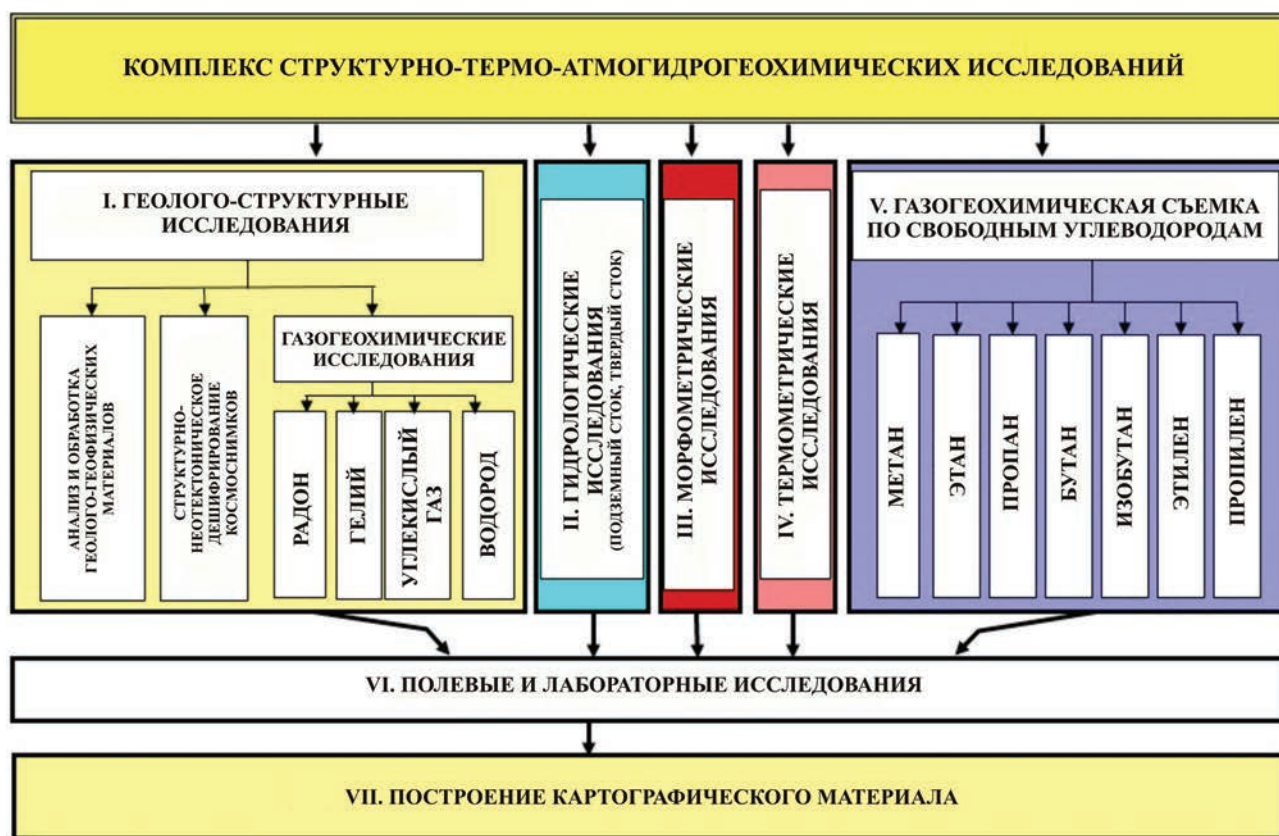 КОМПЛЕКС СТРУКТУРНО-ТЕРМО-АТМОГИДРОГЕОХИМИЧЕСКИХ ИССЛЕДОВАНИЙ
I. ГЕОЛОГО-СТРУКТУРНЫЕ
ИССЛЕДОВАНИЯ
АНАЛИЗ И ОБРАБОТКА
ГЕОЛОГО-ГЕОФИЗИЧЕСКИХ
МАТЕРИАЛОВ
СТРУКТУРНО-
НЕОТЕКТОНИЧЕСКОЕ
ДЕШИФРИРОВАНИЕ
КОСМОСНИМКОВ
ГАЗОГЕОХИМИЧЕСКИЕ
ИССЛЕДОВАНИЯ
РАДОН
ГЕЛИЙ
УГЛЕКИСЛЫЙ
ГАЗ
ВОДОРОД
II. ГИДРОЛОГИЧЕСКИЕ
ИССЛЕДОВАНИЯ
(ПОДЗЕМНЫЙ СТОК, ТВЕРДЫЙ СТОК)
III. МОРФОМЕТРИЧЕСКИЕ
ИССЛЕДОВАНИЯ
IV. ТЕРМОМЕТРИЧЕСКИЕ
ИССЛЕДОВАНИЯ
V. ГАЗОГЕОХИМИЧЕСКАЯ СЪЕМКА
ПО СВОБОДНЫМ УГЛЕВОДОРОДАМ
МЕТАН
ЭТАН
ПРОПАН
БУТАН
ИЗОБУТАН
ЭТИЛЕН
ПРОПИЛЕН
VI. ПОЛЕВЫЕ И ЛАБОРАТОРНЫЕ ИССЛЕДОВАНИЯ
VII. ПОСТРОЕНИЕ КАРТОГРАФИЧЕСКОГО МАТЕРИАЛА